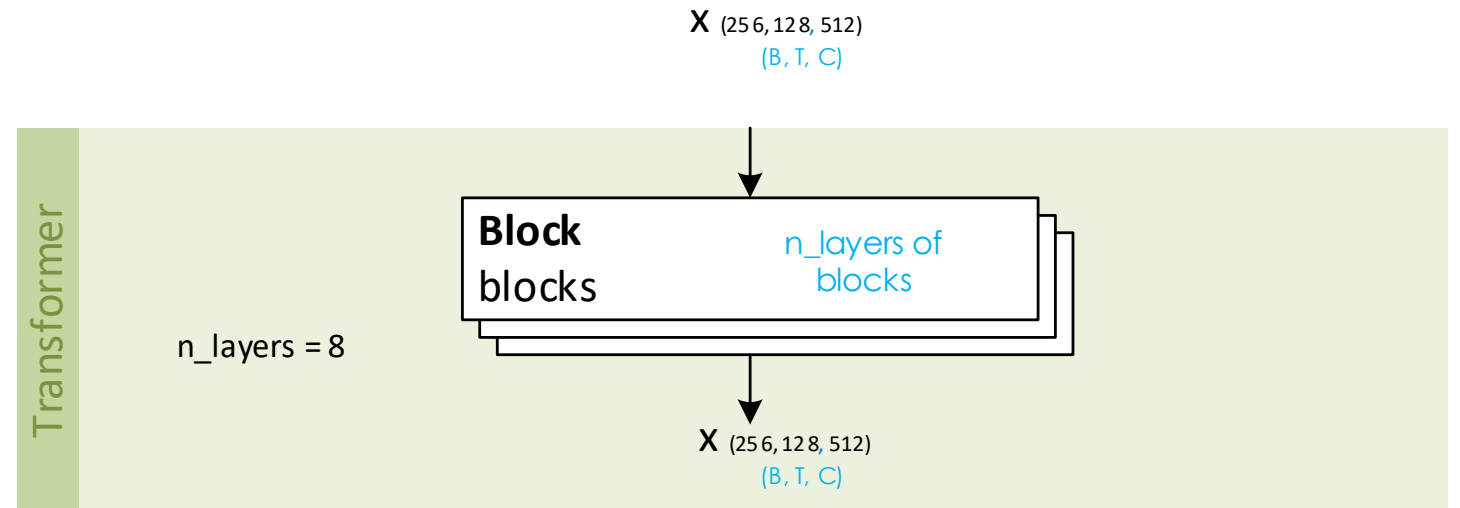 X (256, 128, 512)
(B, T, C)
Transformer
Block
blocks
n_layers of
blocks
n_layers = 8
X (256, 128, 512)
(B, T, C)